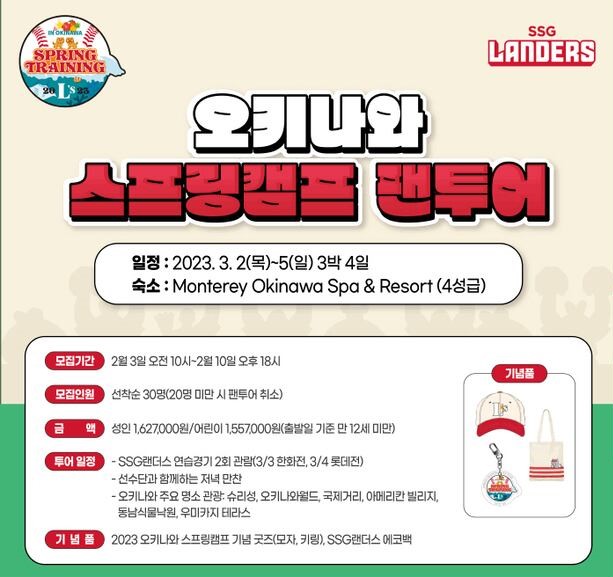 IN OKINAWA
SPRING
TRAINING
20 L's 23
SSG
LANDERS
오키나와
스프링캠프 팬투어
일정 : 2023. 3. 2(목)~5(일) 3박 4일
숙소 : Monterey Okinawa Spa & Resort (4성급)
모집기간 2월 3일 오전 10시~2월 10일 오후 18시
모집인원 선착순 30명(20명 미만 시 팬투어 취소)
금 액 성인 1,627,000원/어린이 1,557,000원(출발일 기준 만 12세 미만)
투어 일정 - SSG랜더스 연습경기 2회 관람(3/3 한화전, 3/4 롯데전)
- 선수단과 함께하는 저녁 만찬
- 오키나와 주요 명소 관광: 슈리성, 오키나와월드, 국제거리, 아메리칸 빌리지,
동남식물낙원, 우미카지 테라스
기 념 품 2023 오키나와 스프링캠프 기념 굿즈(모자, 키링), SSG랜더스 에코백
기념품
L's